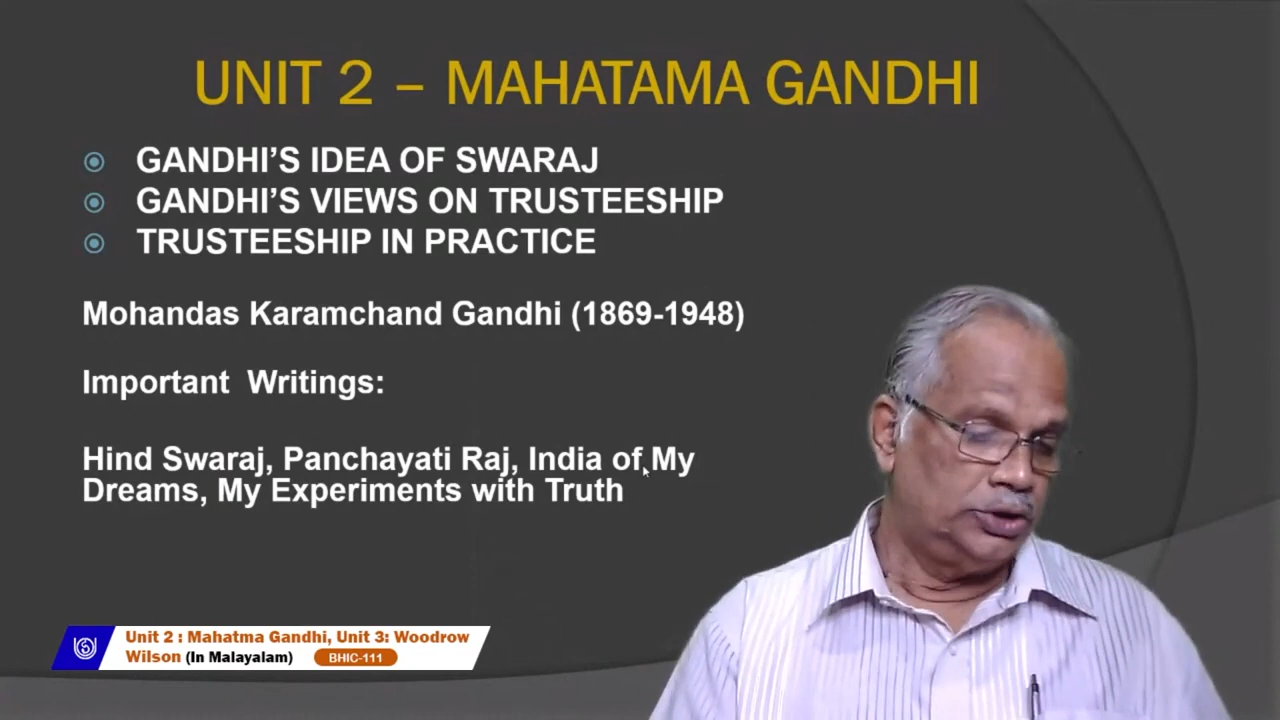 UNIT 2 – MAHATAMA GANDHI
GANDHI'S IDEA OF SWARAJ
GANDHI'S VIEWS ON TRUSTEESHIP
TRUSTEESHIP IN PRACTICE
Mohandas Karamchand Gandhi (1869-1948)
Important Writings:
Hind Swaraj, Panchayati Raj, India of My
Dreams, My Experiments with Truth
Unit 2 : Mahatma Gandhi, Unit 3: Woodrow
Wilson (In Malayalam) BHIC-111